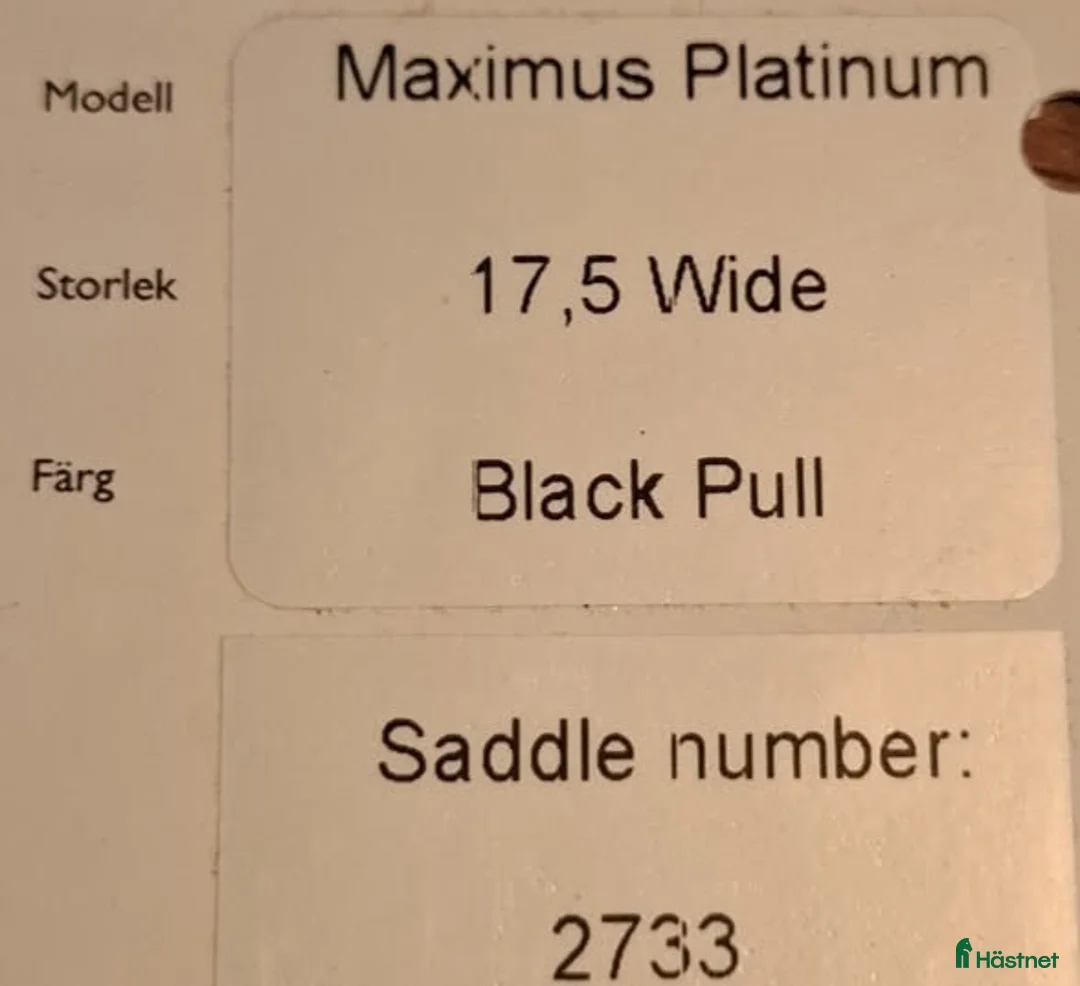 Modell Maximus Platinum
Storlek 17,5 Wide
Färg Black Pull
Saddle number:
2733
Hästnet